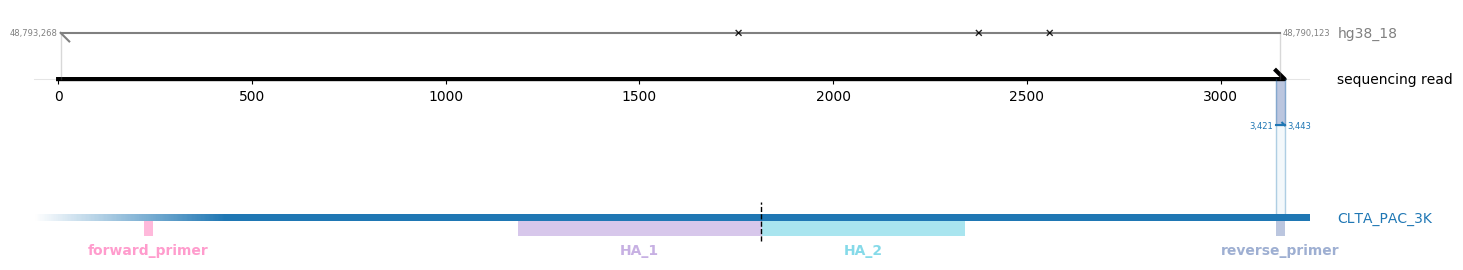 48,793,268 48,790,123 hg38_18
sequencing read
0 500 1000 1500 2000 2500 3000
3,421 3,443
CLTA_PAC_3K
forward_primer HA_1 HA_2 reverse_primer